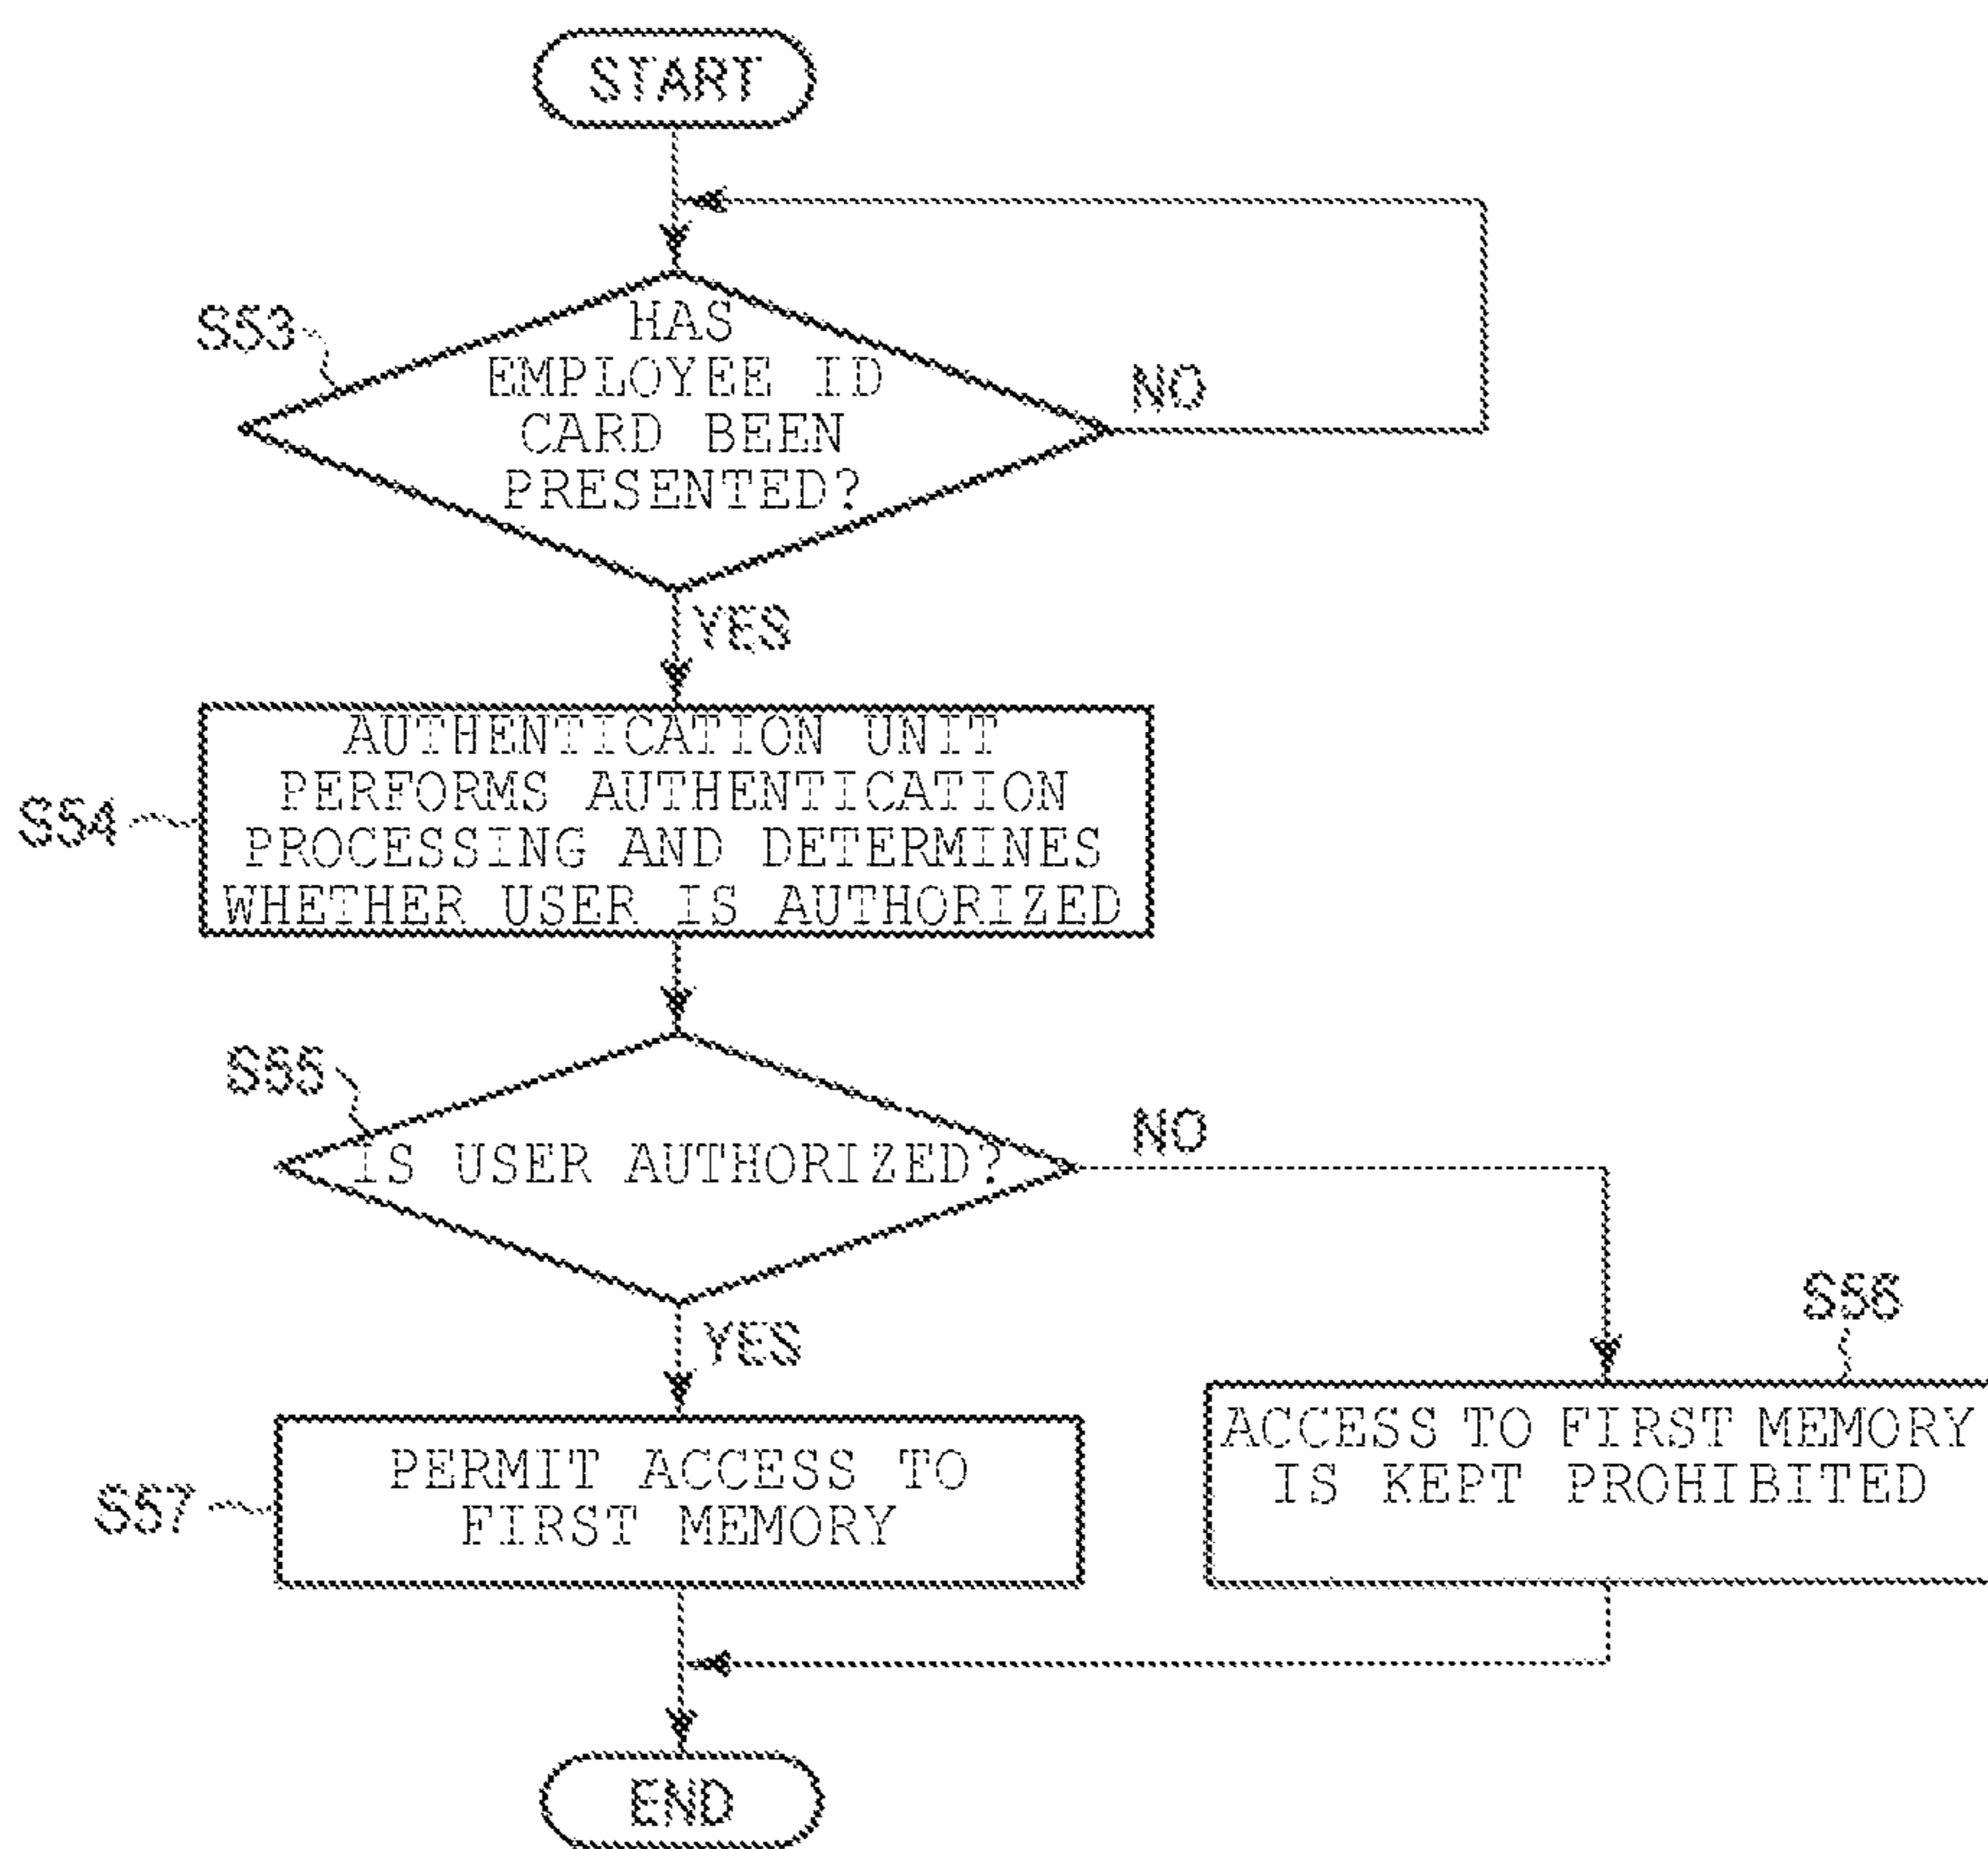 START
S53
HAS
EMPLOYEE ID
CARD BEEN
PRESENTED?
NO
YES
S54
AUTHENTICATION UNIT
PERFORMS AUTHENTICATION
PROCESSING AND DETERMINES
WHETHER USER IS AUTHORIZED
S55
IS USER AUTHORIZED?
NO
YES
S56
ACCESS TO FIRST MEMORY
IS KEPT PROHIBITED
S57
PERMIT ACCESS TO
FIRST MEMORY
END